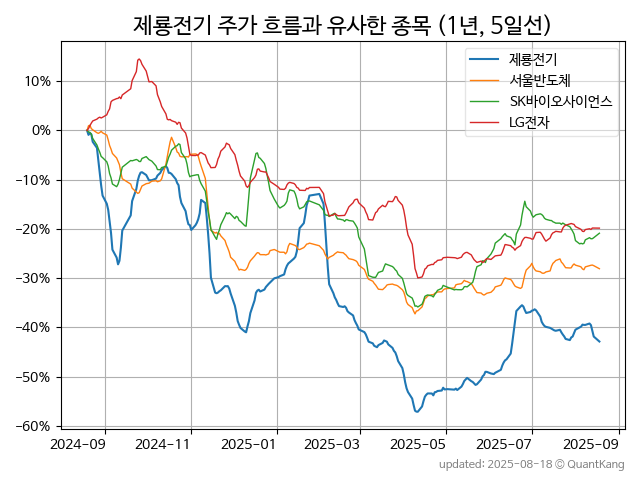 제룡전기 주가 흐름과 유사한 종목 (1년, 5일선)
제룡전기
서울반도체
SK바이오사이언스
LG전자
10%
0%
−10%
−20%
−30%
−40%
−50%
−60%
2024-09 2024-11 2025-01 2025-03 2025-05 2025-07 2025-09
updated: 2025-08-18 © QuantKang